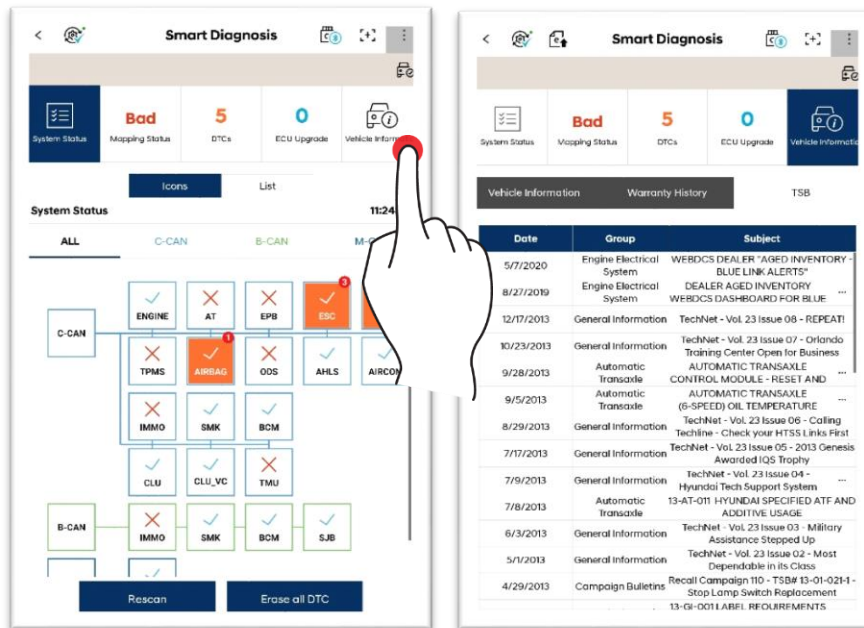 Smart Diagnosis
System Status
Bad
Mapping Status
5
DTCs
0
ECU Upgrade
Vehicle
Icons
List
System Status
11:24
ALL
C-CAN
B-CAN
C-CAN
ENGINE
AT
EPB
ESC
3
TPMS
AIRBAG
1
ODS
AHLS
AIRCON
IMMO
SMK
BCM
CLU
CLU_VC
TMU
B-CAN
IMMO
SMK
BCM
SJB
Rescan
Erase all DTC
Smart Diagnosis
System Status
Bad
Mapping Status
5
DTCs
0
ECU Upgrade
Vehicle Informatio
Vehicle Information
Warranty History
TSB
Date Group Subject
5/7/2020 Engine Electrical System WEBDCS DEALER "AGED INVENTORY -
BLUE LINK ALERTS"
8/27/2019 Engine Electrical System DEALER AGED INVENTORY
WEBDCS DASHBOARD FOR BLUE ...
12/17/2013 General Information TechNet - Vol. 23 Issue 08 - REPEAT!
10/23/2013 General Information TechNet - Vol. 23 Issue 07 - Orlando
Training Center Open for Business
9/28/2013 Automatic Transaxle AUTOMATIC TRANSAXLE
CONTROL MODULE - RESET AND ...
9/5/2013 Automatic Transaxle AUTOMATIC TRANSAXLE
(6-SPEED) OIL TEMPERATURE ...
8/29/2013 General Information TechNet - Vol. 23 Issue 06 - Calling
Techline - Check your HTSS Links First
7/17/2013 General Information TechNet - Vol. 23 Issue 05 - 2013 Genesis
Awarded IQS Trophy
7/9/2013 General Information TechNet - Vol. 23 Issue 04 -
Hyundai Tech Support System ...
7/8/2013 Automatic Transaxle 13-AT-011 HYUNDAI SPECIFIED ATF AND
ADDITIVE USAGE
6/3/2013 General Information TechNet - Vol. 23 Issue 03 - Military
Assistance Stepped Up
5/1/2013 General Information TechNet - Vol. 23 Issue 02 - Most
Dependable in its Class
4/29/2013 Campaign Bulletins Recall Campaign 110 - TSB# 13-01-021-1 -
Stop Lamp Switch Replacement
13-GI-001 LABEL REQUIREMENTS